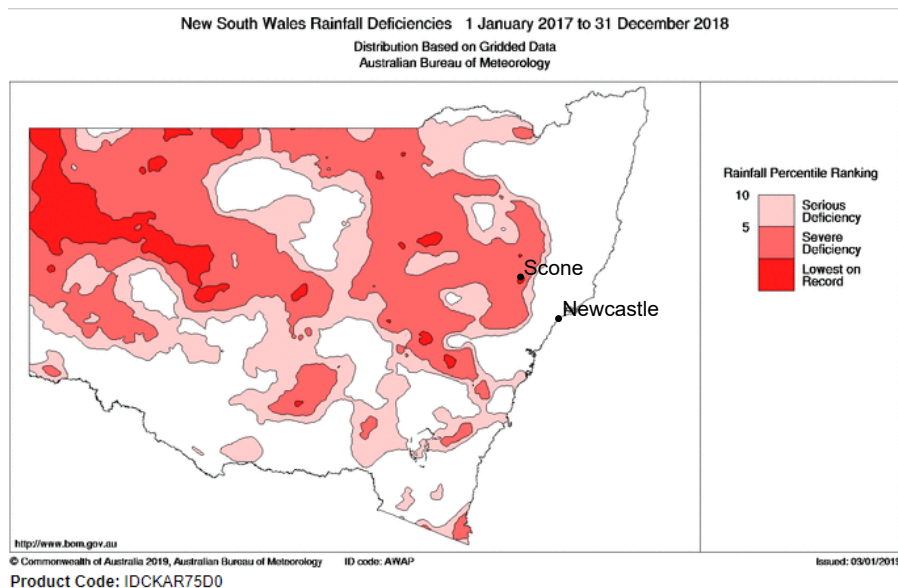 New South Wales Rainfall Deficiencies 1 January 2017 to 31 December 2018
Distribution Based on Gridded Data
Australian Bureau of Meteorology
Rainfall Percentile Ranking
10
Serious
Deficiency
5
Severe
Deficiency
Lowest on
Record
Scone
Newcastle
http://www.bom.gov.au
© Commonwealth of Australia 2019, Australian Bureau of Meteorology ID code: AWAP Issued: 03/01/2019
Product Code: IDCKAR75D0